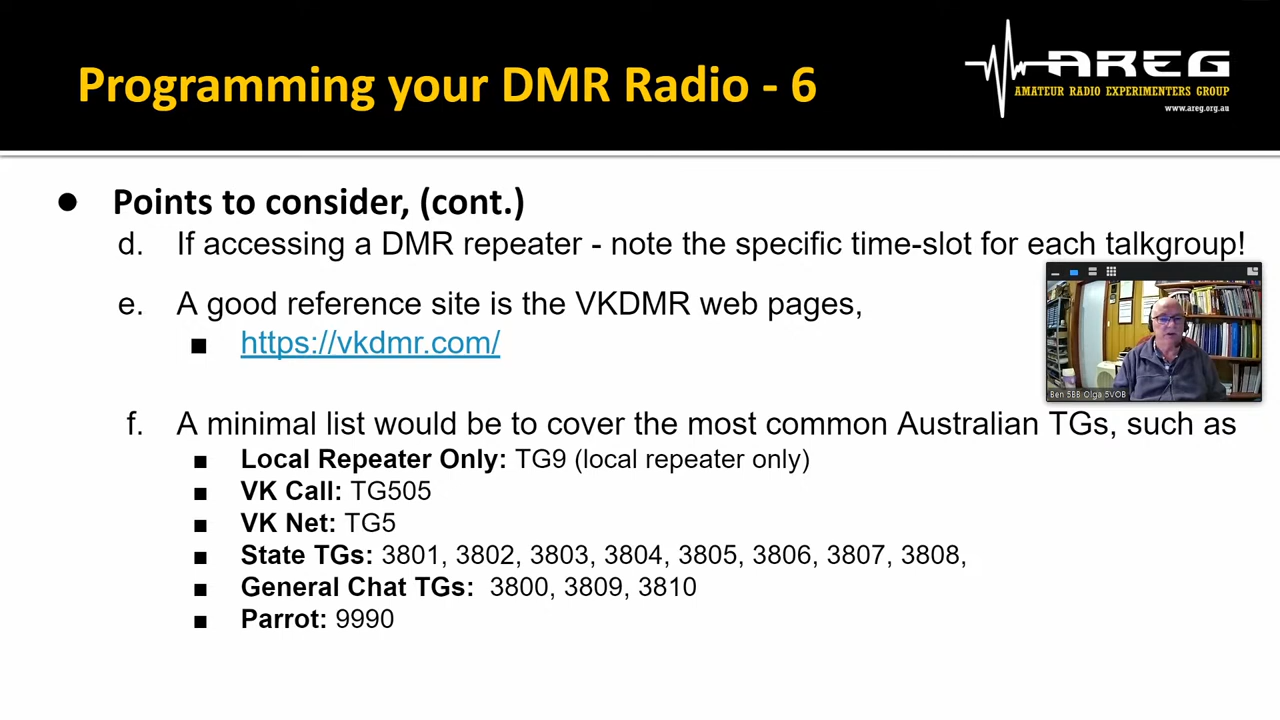 Programming your DMR Radio - 6
AREG
AMATEUR RADIO EXPERIMENTERS GROUP
www.areg.org.au
● Points to consider, (cont.)
d. If accessing a DMR repeater - note the specific time-slot for each talkgroup!
e. A good reference site is the VKDMR web pages,
■ https://vkdmr.com/
Ben 5BB Olga 5VOB
f. A minimal list would be to cover the most common Australian TGs, such as
■ Local Repeater Only: TG9 (local repeater only)
■ VK Call: TG505
■ VK Net: TG5
■ State TGs: 3801, 3802, 3803, 3804, 3805, 3806, 3807, 3808,
■ General Chat TGs: 3800, 3809, 3810
■ Parrot: 9990